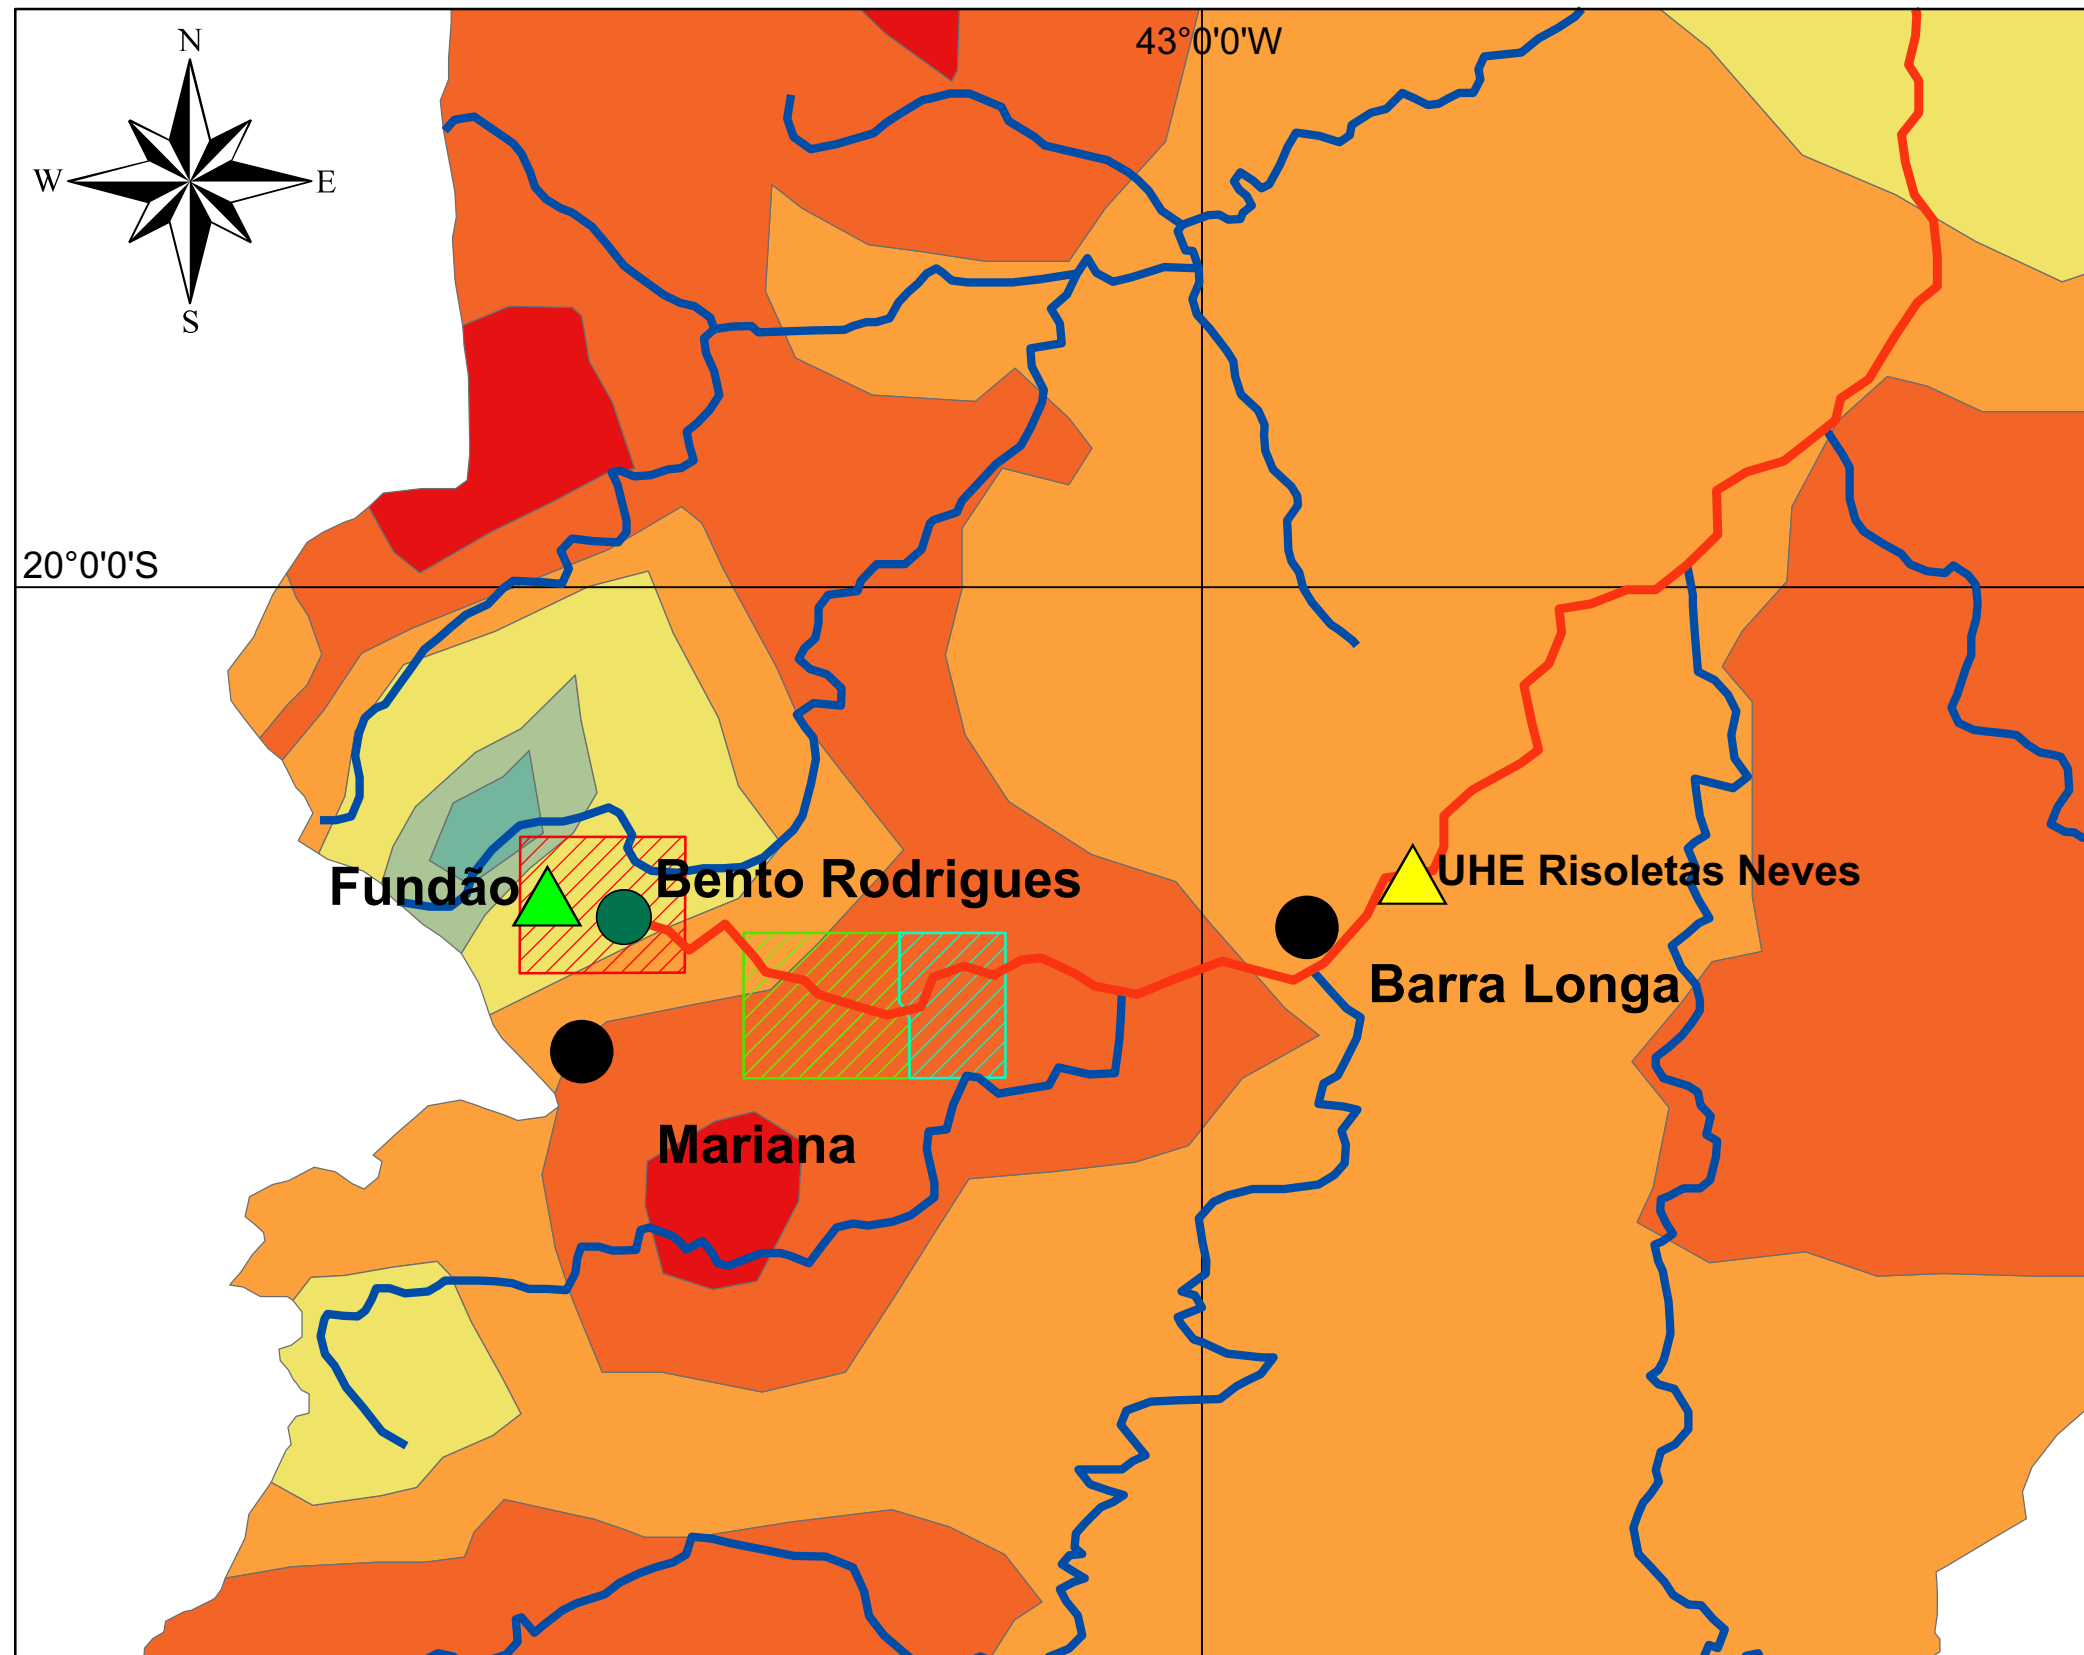 N
43°0'0"W
W
E
S
20°0'0"S
UHE Risoletas Neves
Bento Rodrigues
Fundão
Barra Longa
Mariana